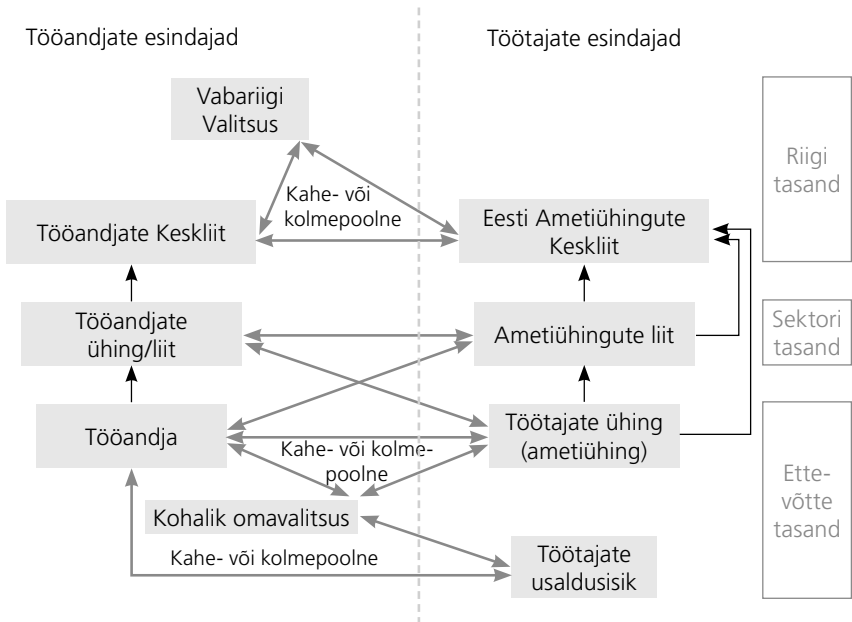 Tööandjate esindajad
Töötajate esindajad
Vabariigi
Valitsus
Riigi
tasand
Kahe- või
kolmepoolne
Tööandjate Keskliit
Eesti Ametiühingute
Keskliit
Tööandjate
ühing/liit
Ametiühingute liit
Sektori
tasand
Tööandja
Töötajate ühing
(ametiühing)
Kahe- või kolme-
poolne
Ette-
võtte
tasand
Kohalik omavalitsus
Kahe- või kolmepoolne
Töötajate
usaldusisik